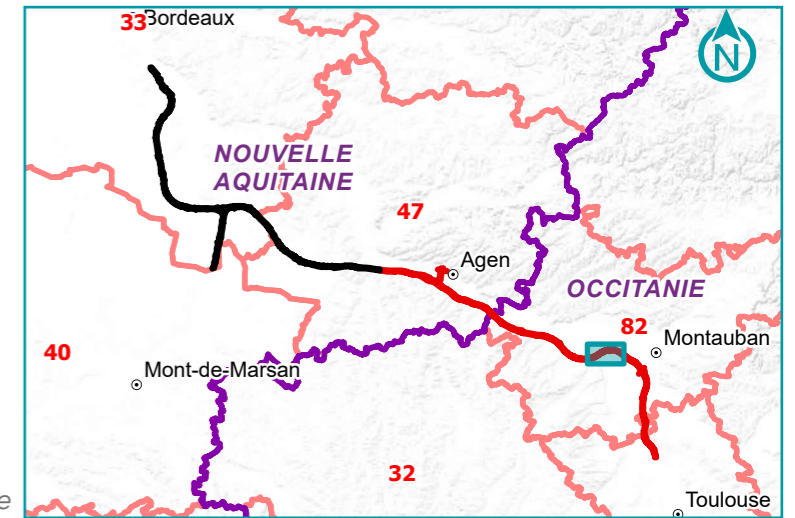 33
Bordeaux
N
NOUVELLE
AQUITAINE
47
Agen
OCCITANIE
82
Montauban
40
Mont-de-Marsan
32
e
Toulouse